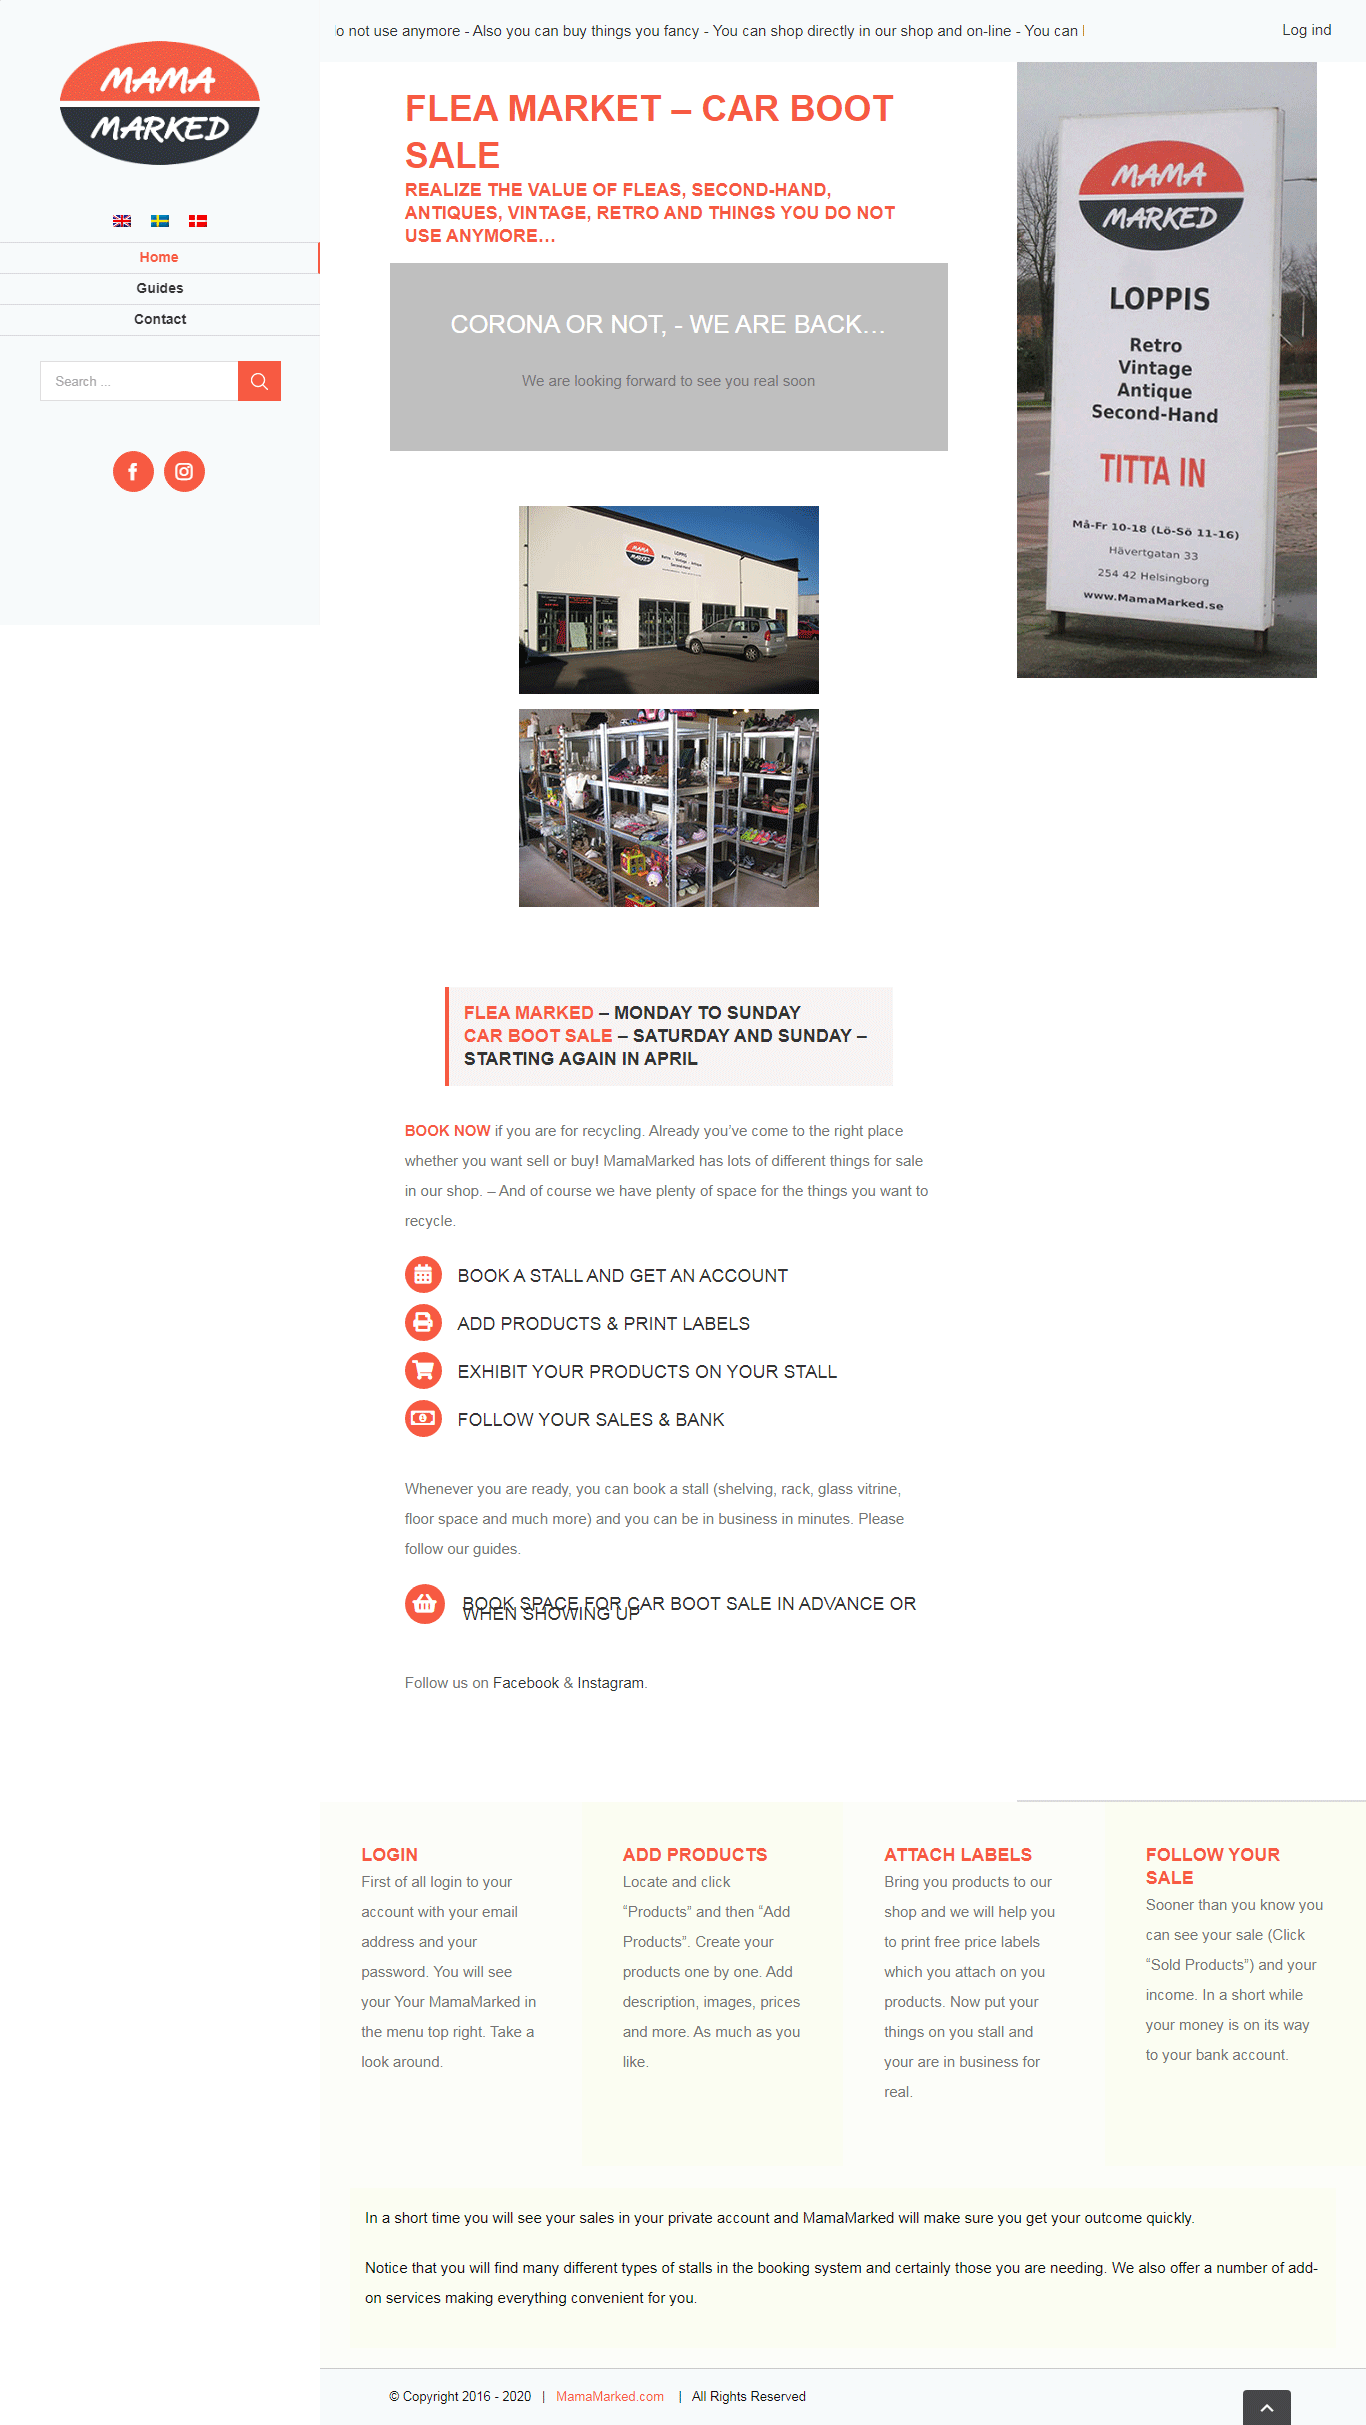 MAMA
MARKED
Home
Guides
Contact
Search ...
o not use anymore - Also you can buy things you fancy - You can shop directly in our shop and on-line - You can
Log ind
FLEA MARKET – CAR BOOT
SALE
REALIZE THE VALUE OF FLEAS, SECOND-HAND,
ANTIQUES, VINTAGE, RETRO AND THINGS YOU DO NOT
USE ANYMORE…
CORONA OR NOT, - WE ARE BACK…
We are looking forward to see you real soon
MAMA
MARKED
LOPPIS
Retro
Vintage
Antique
Second-Hand
TITTA IN
Må-Fr 10-18 (Lö-Sö 11-16)
Hävertgatan 33
254 42 Helsingborg
www.MamaMarked.se
MAMA
MARKED
LOPPIS
Retro - Vintage - Antique
Second-Hand
FLEA MARKED – MONDAY TO SUNDAY
CAR BOOT SALE – SATURDAY AND SUNDAY –
STARTING AGAIN IN APRIL
BOOK NOW if you are for recycling. Already you’ve come to the right place
whether you want sell or buy! MamaMarked has lots of different things for sale
in our shop. – And of course we have plenty of space for the things you want to
recycle.
BOOK A STALL AND GET AN ACCOUNT
ADD PRODUCTS & PRINT LABELS
EXHIBIT YOUR PRODUCTS ON YOUR STALL
FOLLOW YOUR SALES & BANK
Whenever you are ready, you can book a stall (shelving, rack, glass vitrine,
floor space and much more) and you can be in business in minutes. Please
follow our guides.
BOOK SPACE FOR CAR BOOT SALE IN ADVANCE OR
WHEN SHOWING UP
Follow us on Facebook & Instagram.
LOGIN
First of all login to your
account with your email
address and your
password. You will see
your Your MamaMarked in
the menu top right. Take a
look around.
ADD PRODUCTS
Locate and click
“Products” and then “Add
Products”. Create your
products one by one. Add
description, images, prices
and more. As much as you
like.
ATTACH LABELS
Bring you products to our
shop and we will help you
to print free price labels
which you attach on you
products. Now put your
things on you stall and
your are in business for
real.
FOLLOW YOUR
SALE
Sooner than you know you
can see your sale (Click
“Sold Products”) and your
income. In a short while
your money is on its way
to your bank account.
In a short time you will see your sales in your private account and MamaMarked will make sure you get your outcome quickly.
Notice that you will find many different types of stalls in the booking system and certainly those you are needing. We also offer a number of add-
on services making everything convenient for you.
© Copyright 2016 - 2020 | MamaMarked.com | All Rights Reserved